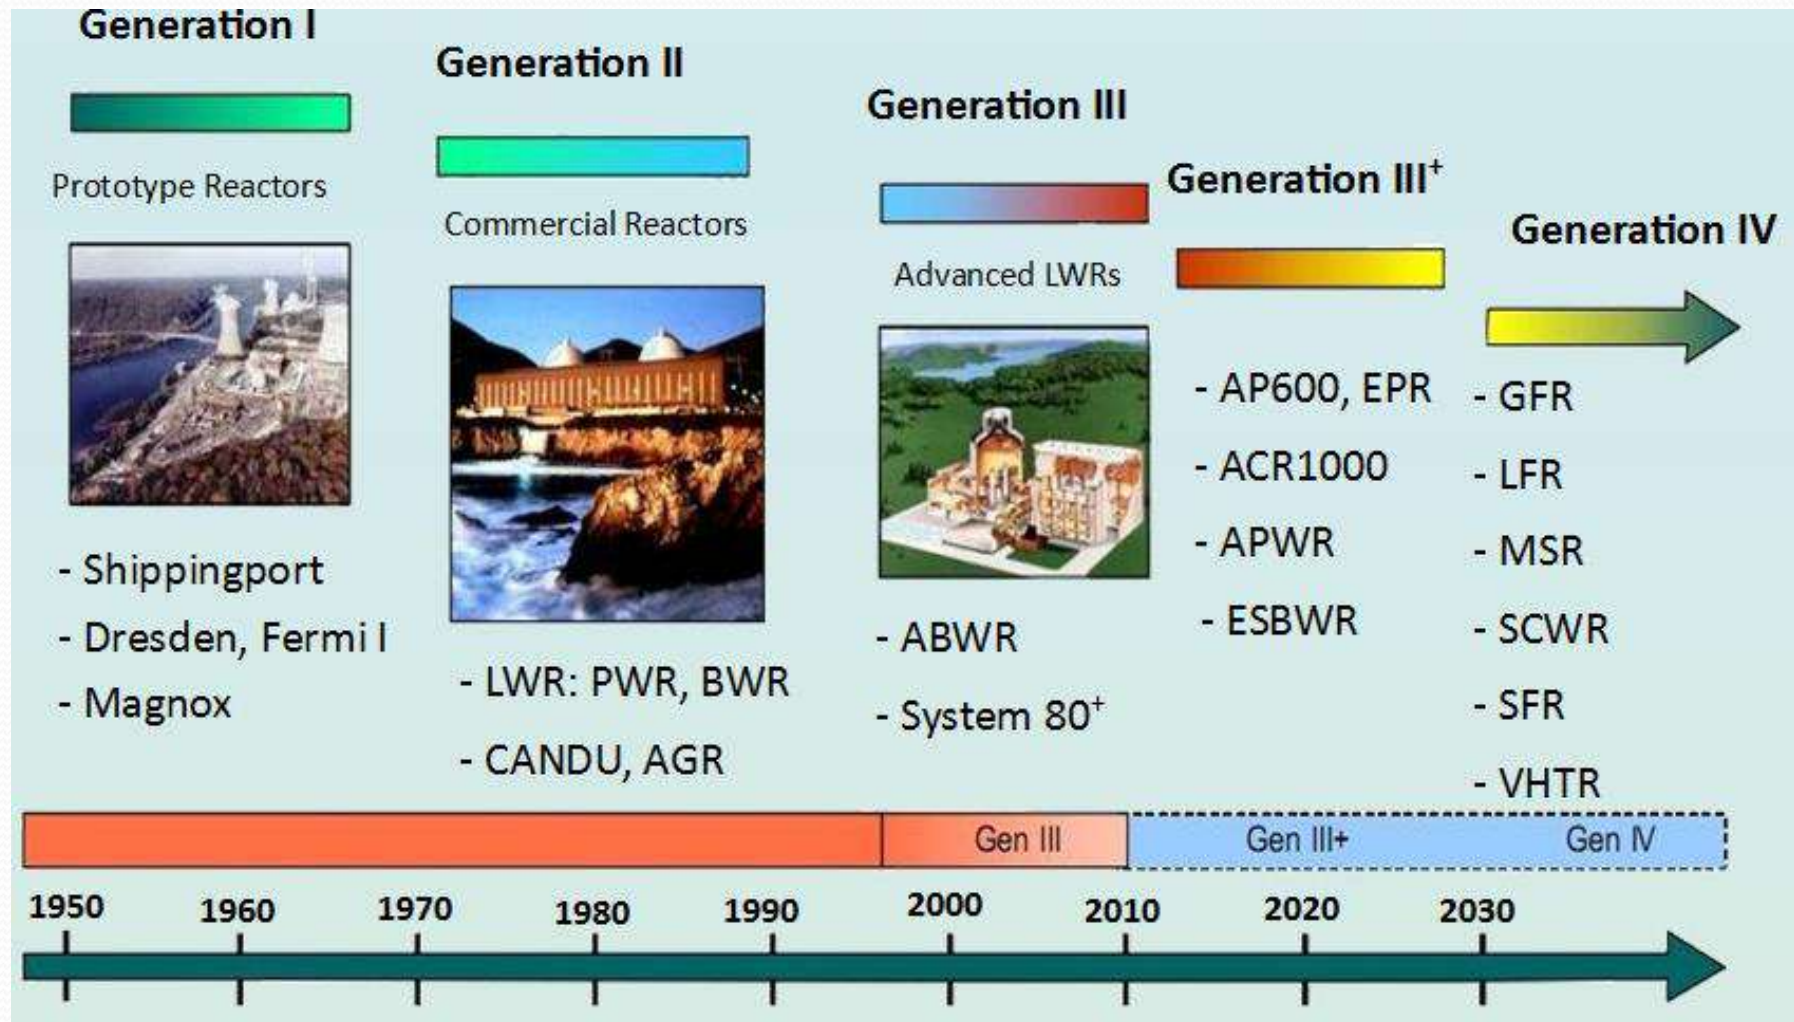 Generation I
Prototype Reactors
- Shippingport
- Dresden, Fermi I
- Magnox
Generation II
Commercial Reactors
- LWR: PWR, BWR
- CANDU, AGR
Generation III
Advanced LWRs
- ABWR
- System 80⁺
Generation III⁺
- AP600, EPR
- ACR1000
- APWR
- ESBWR
Generation IV
- GFR
- LFR
- MSR
- SCWR
- SFR
- VHTR
Gen III
Gen III+
Gen IV
1950
1960
1970
1980
1990
2000
2010
2020
2030